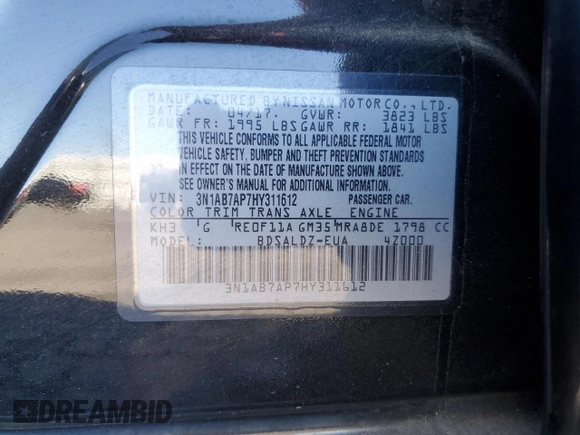 MANUFACTURED BY NISSAN MOTOR CO., LTD.
DATE: 04/17. GVWR: 3823 LBS
GAWR FR: 1995 LBS GAWR RR: 1841 LBS
THIS VEHICLE CONFORMS TO ALL APPLICABLE FEDERAL MOTOR
VEHICLE SAFETY, BUMPER AND THEFT PREVENTION STANDARDS
IN EFFECT ON THE DATE OF MANUFACTURE SHOWN ABOVE.
SEE OWNER'S MANUAL FOR ADDITIONAL INFORMATION.
VIN: 3N1AB7AP7HY311612 PASSENGER CAR.
COLOR TRIM TRANS AXLE ENGINE
KH3 G RE0F11A GM35 MRA8DE 1798 CC
BDSALDZ-EUA 4Z000
3N1AB7AP7HY311612
DREAMBID